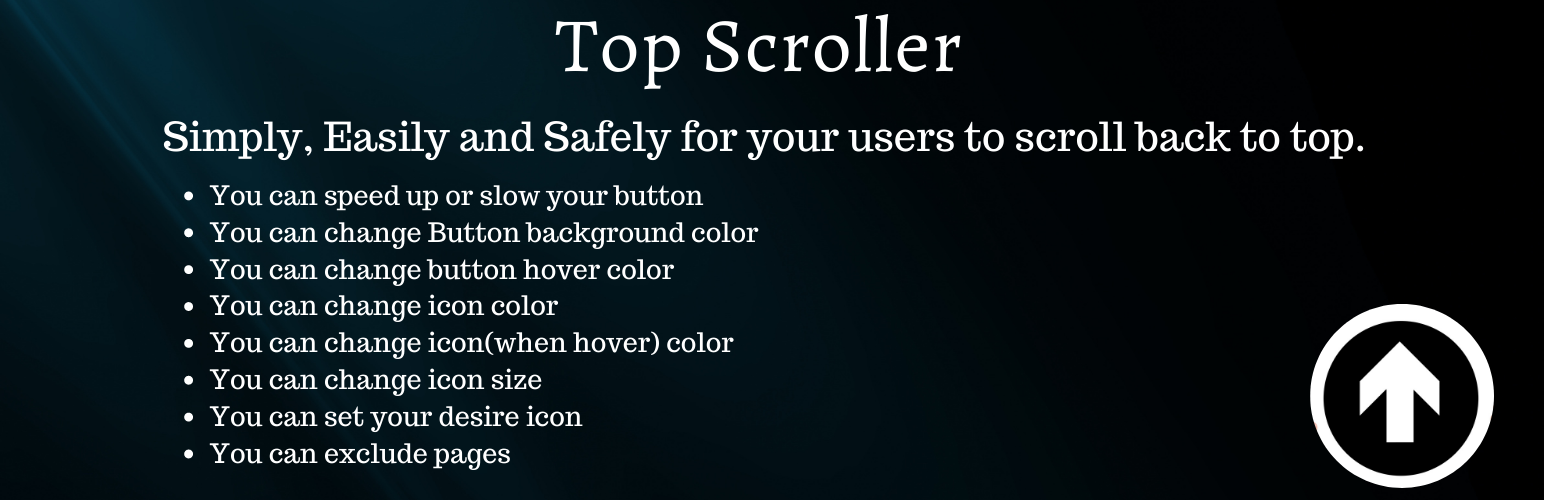 Top Scroller
Simply, Easily and Safely for your users to scroll back to top.
• You can speed up or slow your button
• You can change Button background color
• You can change button hover color
• You can change icon color
• You can change icon(when hover) color
• You can change icon size
• You can set your desire icon
• You can exclude pages